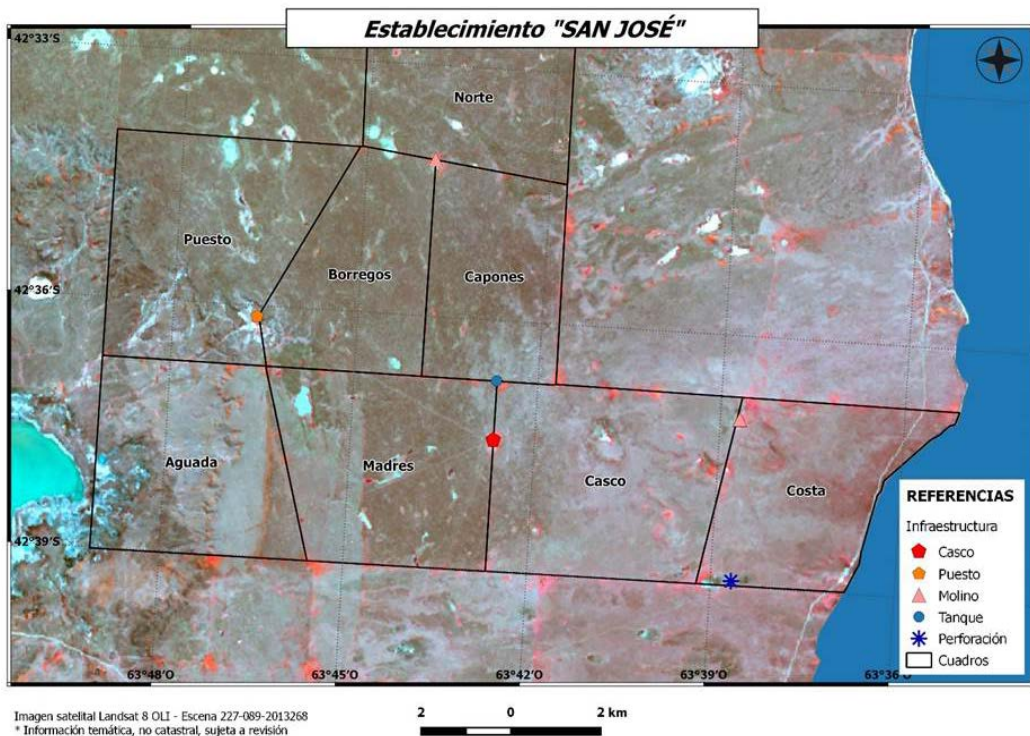 Establecimiento "SAN JOSÉ"
42°33'S
Norte
Puesto
Borregos
Capones
42°36'S
Aguada
Madres
Casco
Costa
42°39'S
REFERENCIAS
Infraestructura
Casco
Puesto
Molino
Tanque
Perforación
Cuadros
63°48'O
63°45'O
63°42'O
63°39'O
63°36'O
Imagen satelital Landsat 8 OLI - Escena 227-089-2013268
* Información temática, no catastral, sujeta a revisión
2 0 2 km